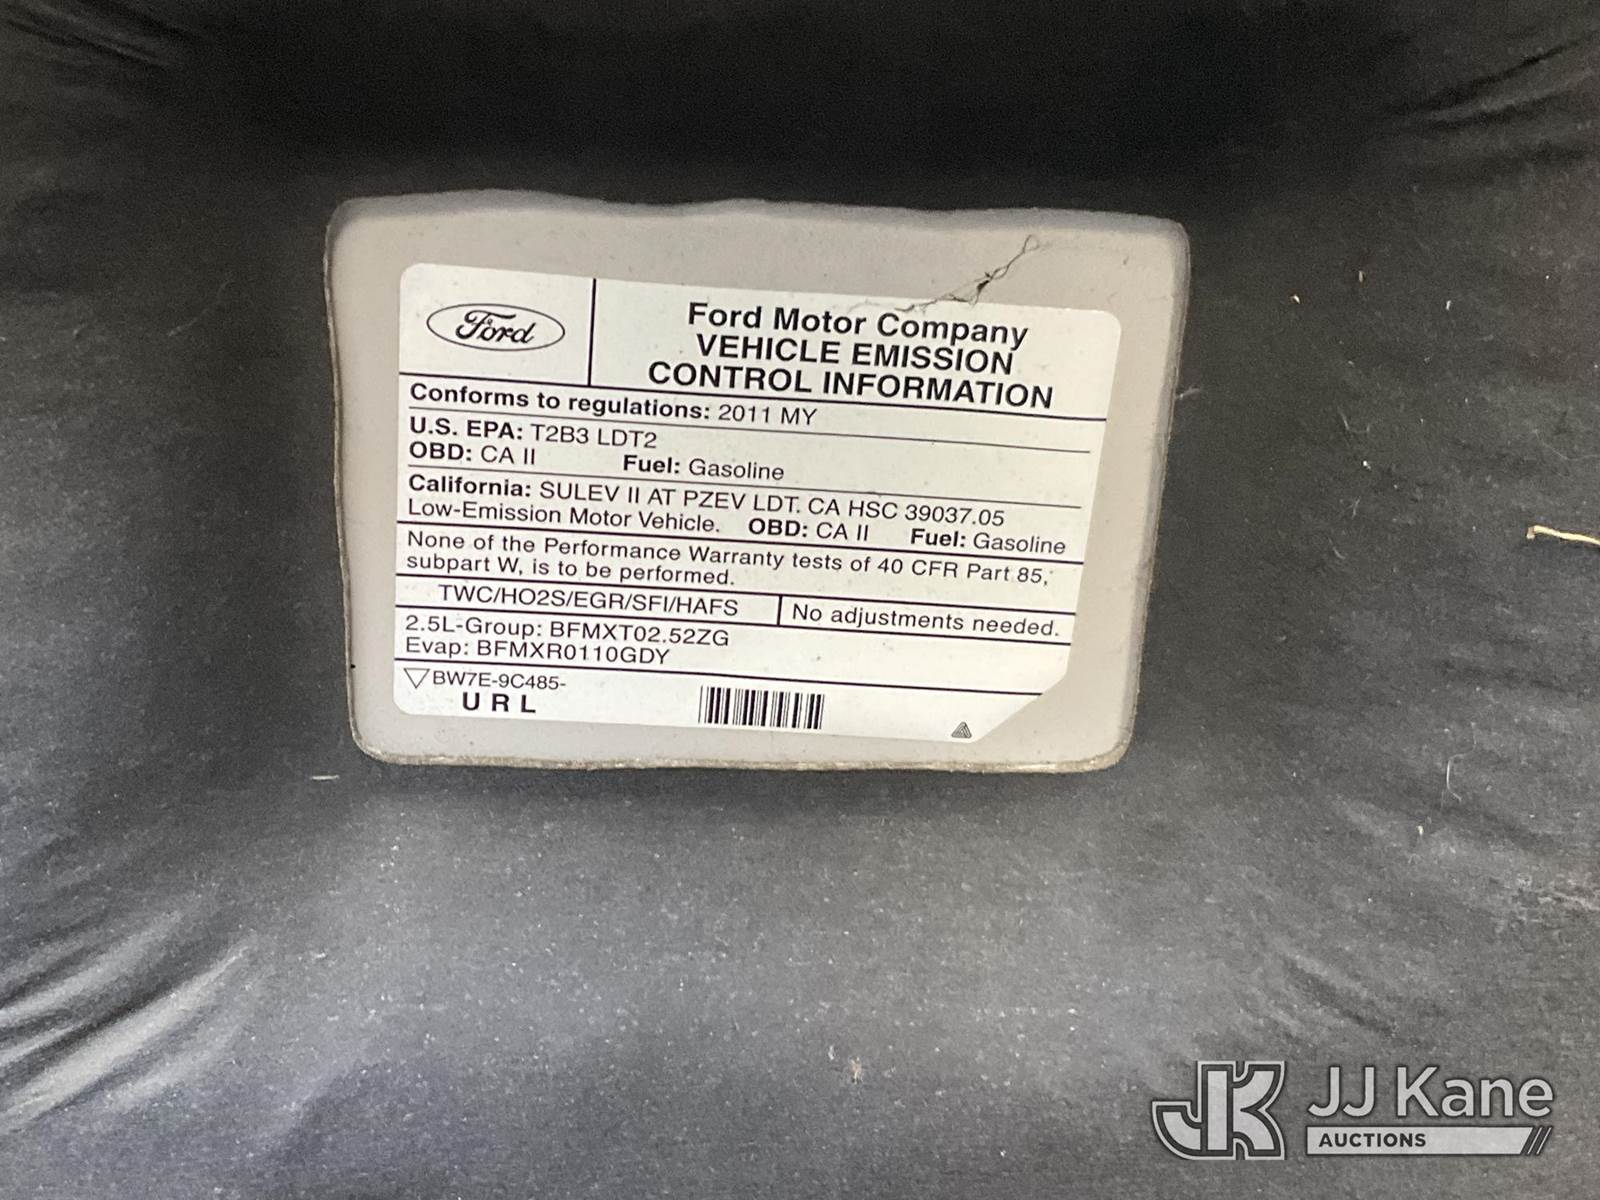 Ford
Ford Motor Company
VEHICLE EMISSION
CONTROL INFORMATION
Conforms to regulations: 2011 MY
U.S. EPA: T2B3 LDT2
OBD: CA II Fuel: Gasoline
California: SULEV II AT PZEV LDT. CA HSC 39037.05
Low-Emission Motor Vehicle. OBD: CA II Fuel: Gasoline
None of the Performance Warranty tests of 40 CFR Part 85,
subpart W, is to be performed.
TWC/HO2S/EGR/SFI/HAFS No adjustments needed.
2.5L-Group: BFMXT02.52ZG
Evap: BFMXR0110GDY
BW7E-9C485-
U R L
JK JJ Kane
AUCTIONS